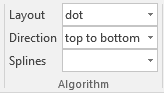 Layout dot
Direction top to bottom
Splines
Algorithm